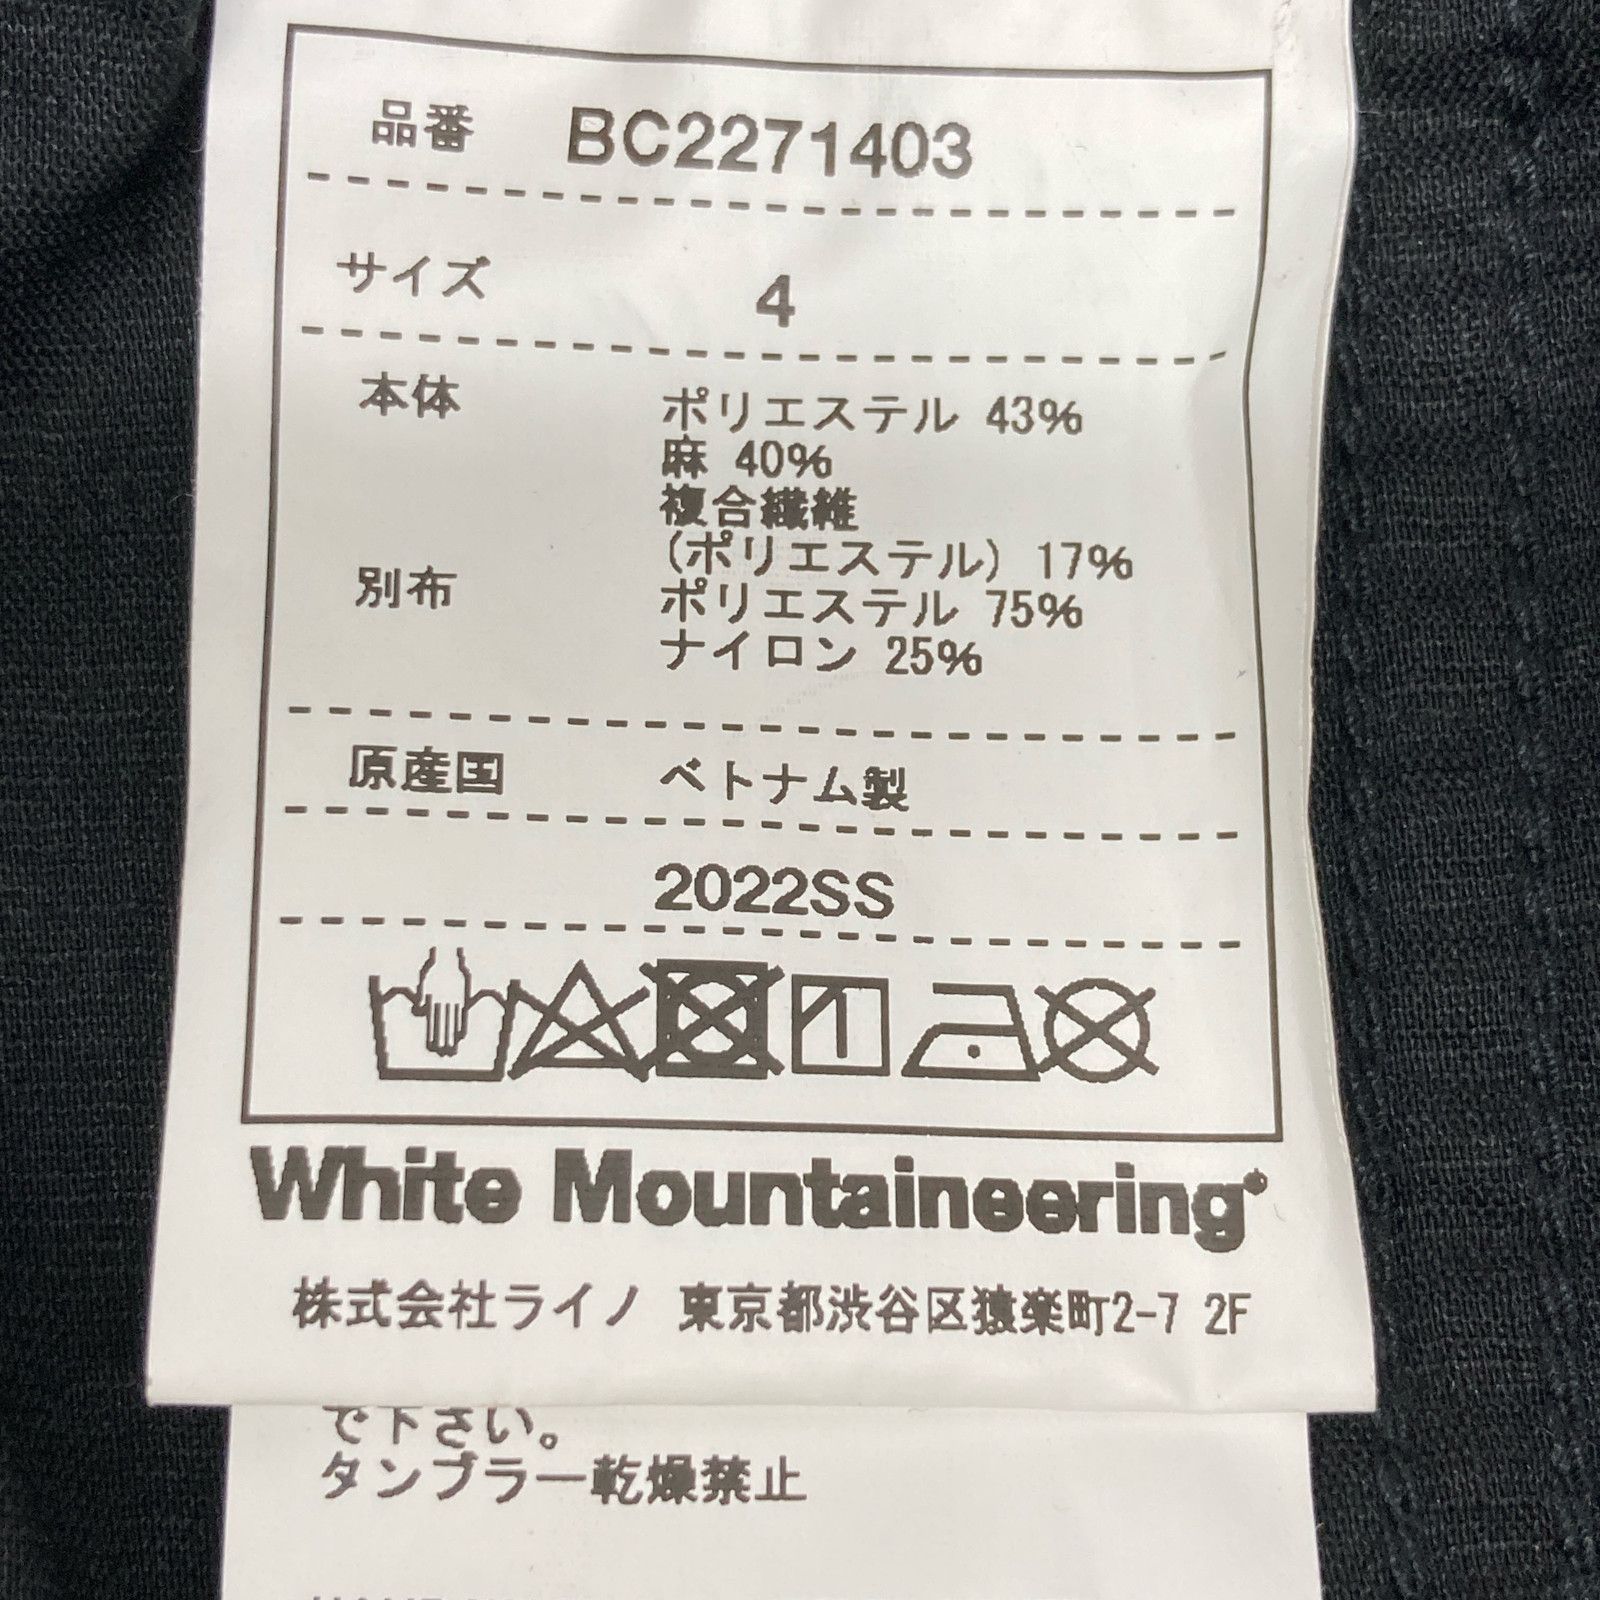 品番 BC2271403
サイズ 4
本体 ポリエステル 43%
麻 40%
複合繊維
(ポリエステル) 17%
別布 ポリエステル 75%
ナイロン 25%
原産国 ベトナム製
2022SS
White Mountaineering®
株式会社ライノ 東京都渋谷区猿楽町2-7 2F
で下さい。
タンブラー乾燥禁止